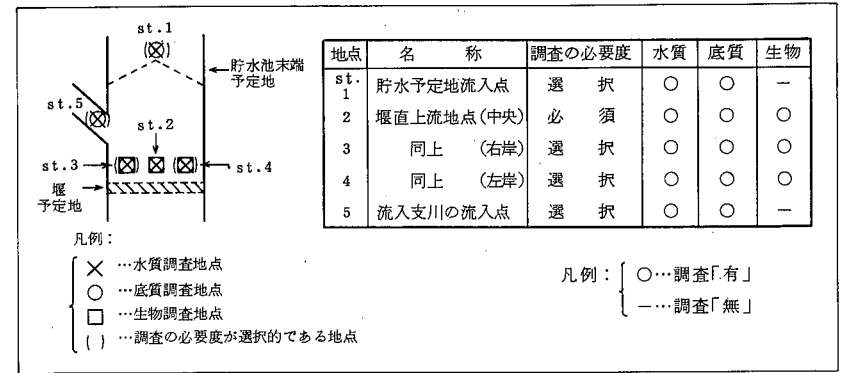 st.1
貯水池末端
予定地
st.5
st.2
st.3
st.4
堰
予定地
凡例：
× …水質調査地点
○ …底質調査地点
□ …生物調査地点
( ) …調査の必要度が選択的である地点
地点 名 称 調査の必要度 水質 底質 生物
st.1 貯水予定地流入点 選 択 ○ ○ －
2 堰直上流地点(中央) 必 須 ○ ○ ○
3 同上 (右岸) 選 択 ○ ○ ○
4 同上 (左岸) 選 択 ○ ○ ○
5 流入支川の流入点 選 択 ○ ○ －
凡例： ○…調査「有」
－…調査「無」